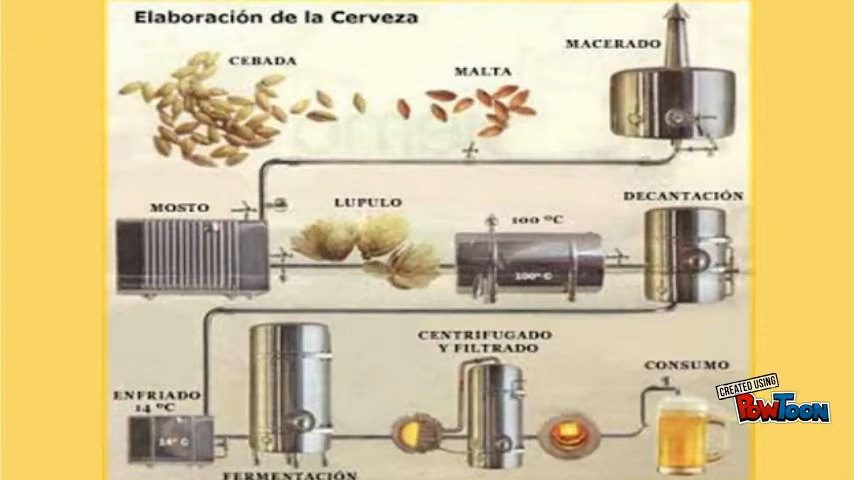 Elaboración de la Cerveza
CEBADA
MALTA
MACERADO
MOSTO
LUPULO
100 ºC
100º C
DECANTACIÓN
ENFRIADO
14 ºC
14º C
FERMENTACIÓN
CENTRIFUGADO
Y FILTRADO
CONSUMO
CREATED USING
POWTOON